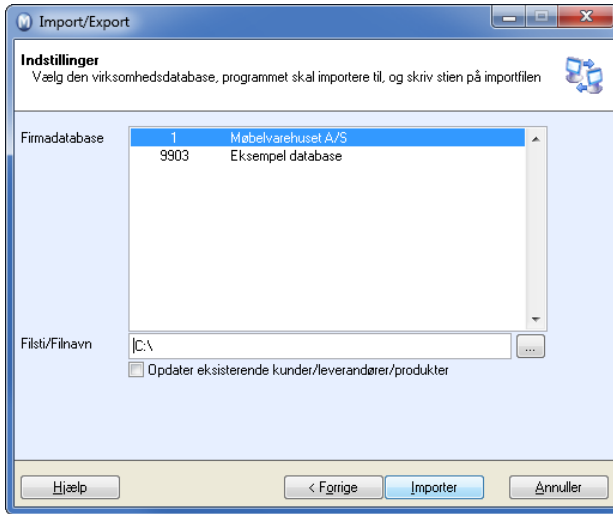 Import/Export
Indstillinger
Vælg den virksomhedsdatabase, programmet skal importere til, og skriv stien på importfilen
Firmadatabase
1 Møbelvarehuset A/S
9903 Eksempel database
Filsti/Filnavn
C:\
...
Opdater eksisterende kunder/leverandører/produkter
Hjælp
< Forrige
Importer
Annuller